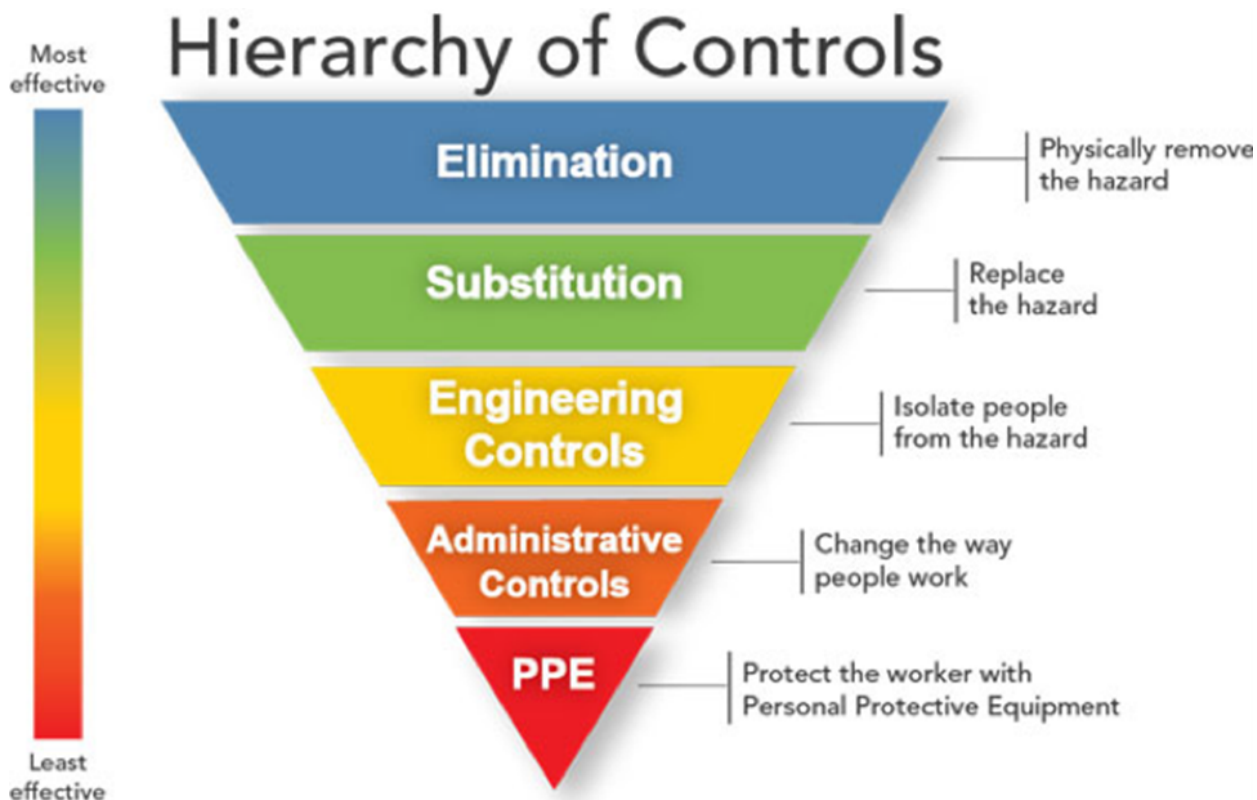 Hierarchy of Controls
Most
effective
Elimination
Physically remove
the hazard
Substitution
Replace
the hazard
Engineering
Controls
Isolate people
from the hazard
Administrative
Controls
Change the way
people work
PPE
Protect the worker with
Personal Protective Equipment
Least
effective